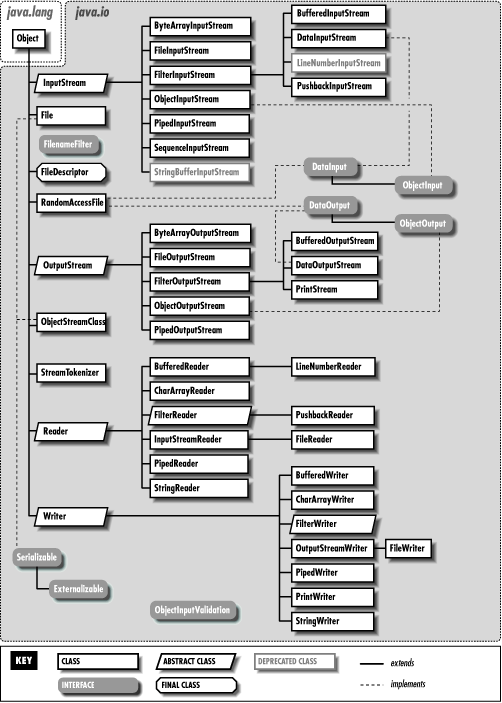 java.lang
java.io
Object
InputStream
File
FilenameFilter
FileDescriptor
RandomAccessFile
OutputStream
ObjectStreamClass
StreamTokenizer
Reader
Writer
Serializable
Externalizable
ByteArrayInputStream
FileInputStream
FilterInputStream
ObjectInputStream
PipedInputStream
SequenceInputStream
StringBufferInputStream
BufferedInputStream
DataInputStream
LineNumberInputStream
PushbackInputStream
DataInput
ObjectInput
DataOutput
ObjectOutput
ByteArrayOutputStream
FileOutputStream
FilterOutputStream
ObjectOutputStream
PipedOutputStream
BufferedOutputStream
DataOutputStream
PrintStream
BufferedReader
CharArrayReader
FilterReader
InputStreamReader
PipedReader
StringReader
LineNumberReader
PushbackReader
FileReader
BufferedWriter
CharArrayWriter
FilterWriter
OutputStreamWriter
FileWriter
PipedWriter
PrintWriter
StringWriter
ObjectInputValidation
KEY
CLASS
ABSTRACT CLASS
DEPRECATED CLASS
extends
INTERFACE
FINAL CLASS
implements